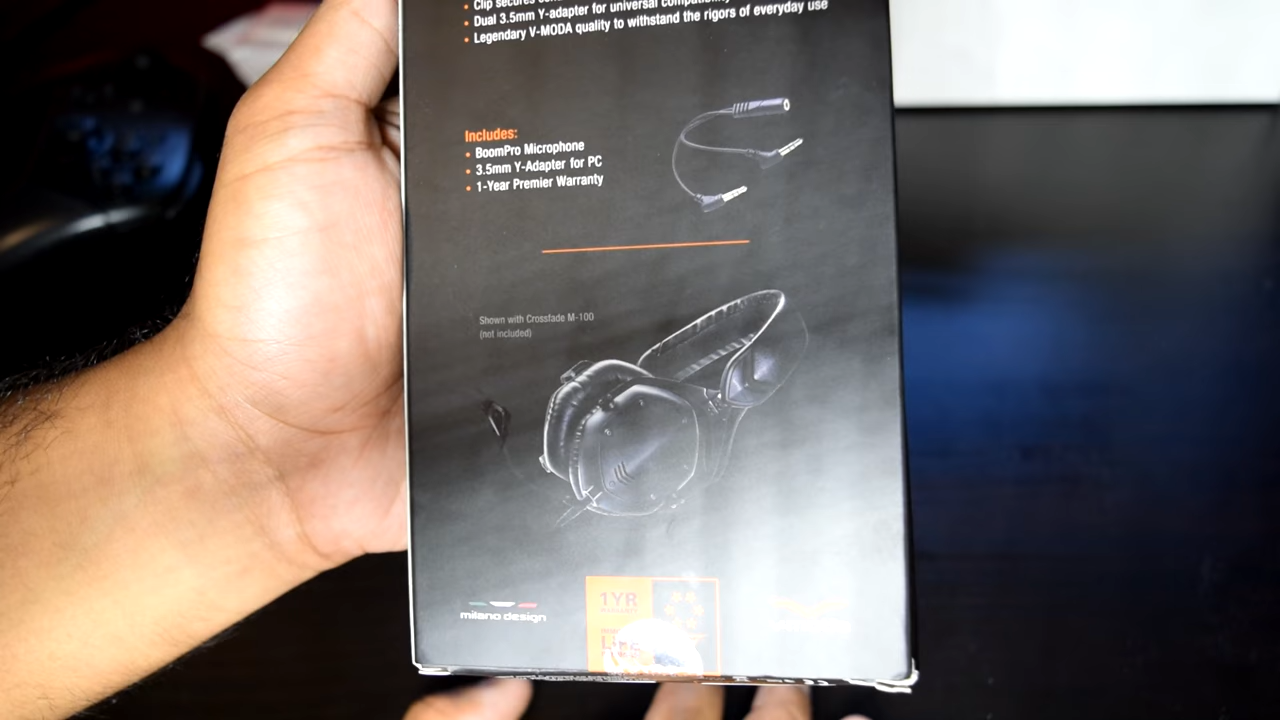 • Clip secures
• Dual 3.5mm Y-adapter for universal compatibility
• Legendary V-MODA quality to withstand the rigors of everyday use
Includes:
• BoomPro Microphone
• 3.5mm Y-Adapter for PC
• 1-Year Premier Warranty
Shown with Crossfade M-100
(not included)
1YR
milano design